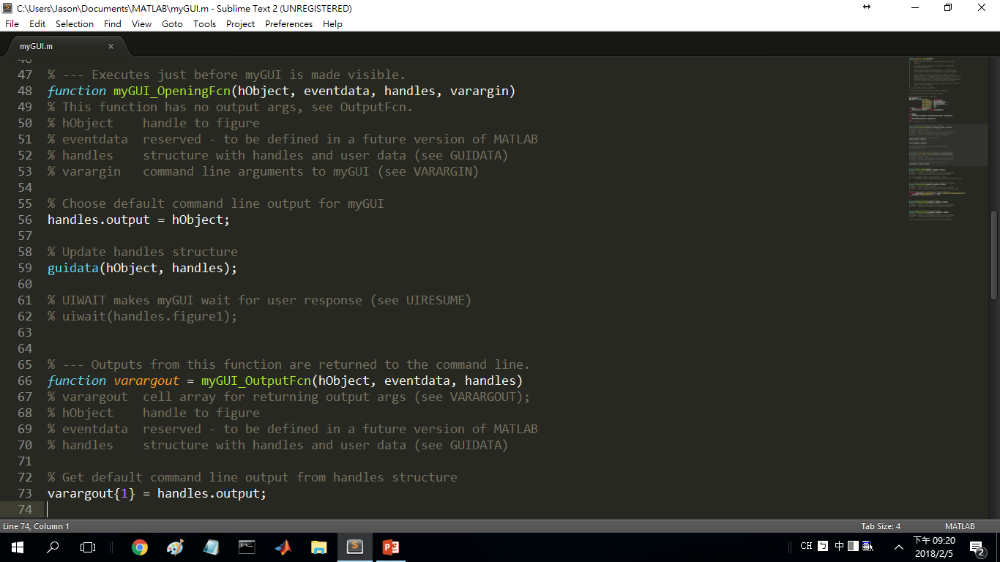 C:\Users\Jason\Documents\MATLAB\myGUI.m - Sublime Text 2 (UNREGISTERED)
File Edit Selection Find View Goto Tools Project Preferences Help
myGUI.m ×
46
47 % --- Executes just before myGUI is made visible.
48 function myGUI_OpeningFcn(hObject, eventdata, handles, varargin)
49 % This function has no output args, see OutputFcn.
50 % hObject    handle to figure
51 % eventdata  reserved - to be defined in a future version of MATLAB
52 % handles    structure with handles and user data (see GUIDATA)
53 % varargin   command line arguments to myGUI (see VARARGIN)
54
55 % Choose default command line output for myGUI
56 handles.output = hObject;
57
58 % Update handles structure
59 guidata(hObject, handles);
60
61 % UIWAIT makes myGUI wait for user response (see UIRESUME)
62 % uiwait(handles.figure1);
63
64
65 % --- Outputs from this function are returned to the command line.
66 function varargout = myGUI_OutputFcn(hObject, eventdata, handles)
67 % varargout  cell array for returning output args (see VARARGOUT);
68 % hObject    handle to figure
69 % eventdata  reserved - to be defined in a future version of MATLAB
70 % handles    structure with handles and user data (see GUIDATA)
71
72 % Get default command line output from handles structure
73 varargout{1} = handles.output;
74
Line 74, Column 1 Tab Size: 4 MATLAB
CH ㄅ 中 下午 09:20
2018/2/5
2